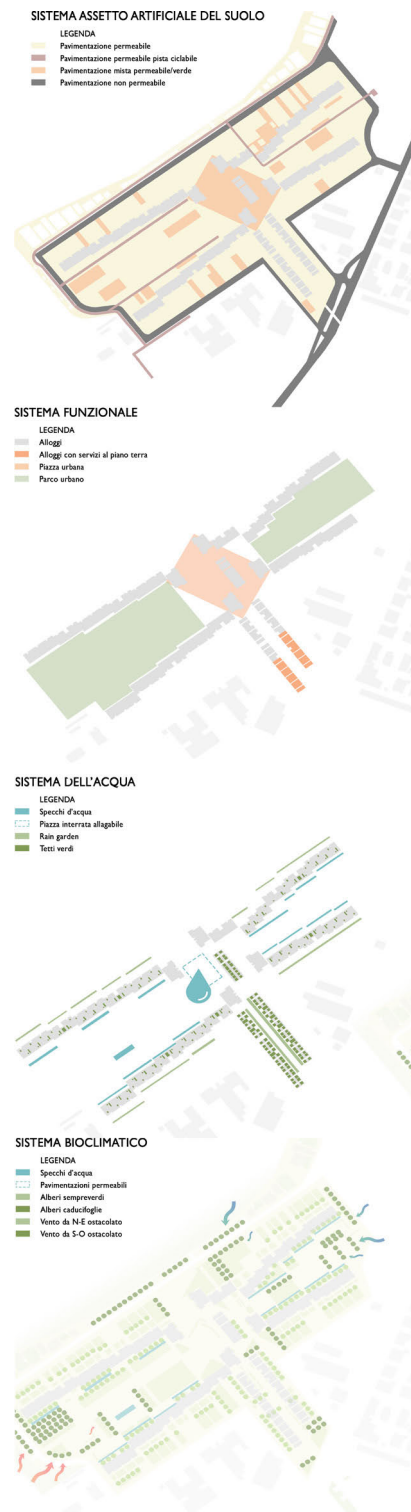 SISTEMA ASSETTO ARTIFICIALE DEL SUOLO
LEGENDA
Pavimentazione permeabile
Pavimentazione permeabile pista ciclabile
Pavimentazione mista permeabile/verde
Pavimentazione non permeabile
SISTEMA FUNZIONALE
LEGENDA
Alloggi
Alloggi con servizi al piano terra
Piazza urbana
Parco urbano
SISTEMA DELL'ACQUA
LEGENDA
Specchi d'acqua
Piazza interrata allagabile
Rain garden
Tetti verdi
SISTEMA BIOCLIMATICO
LEGENDA
Specchi d'acqua
Pavimentazioni permeabili
Alberi sempreverdi
Alberi caducifoglie
Vento da N-E ostacolato
Vento da S-O ostacolato